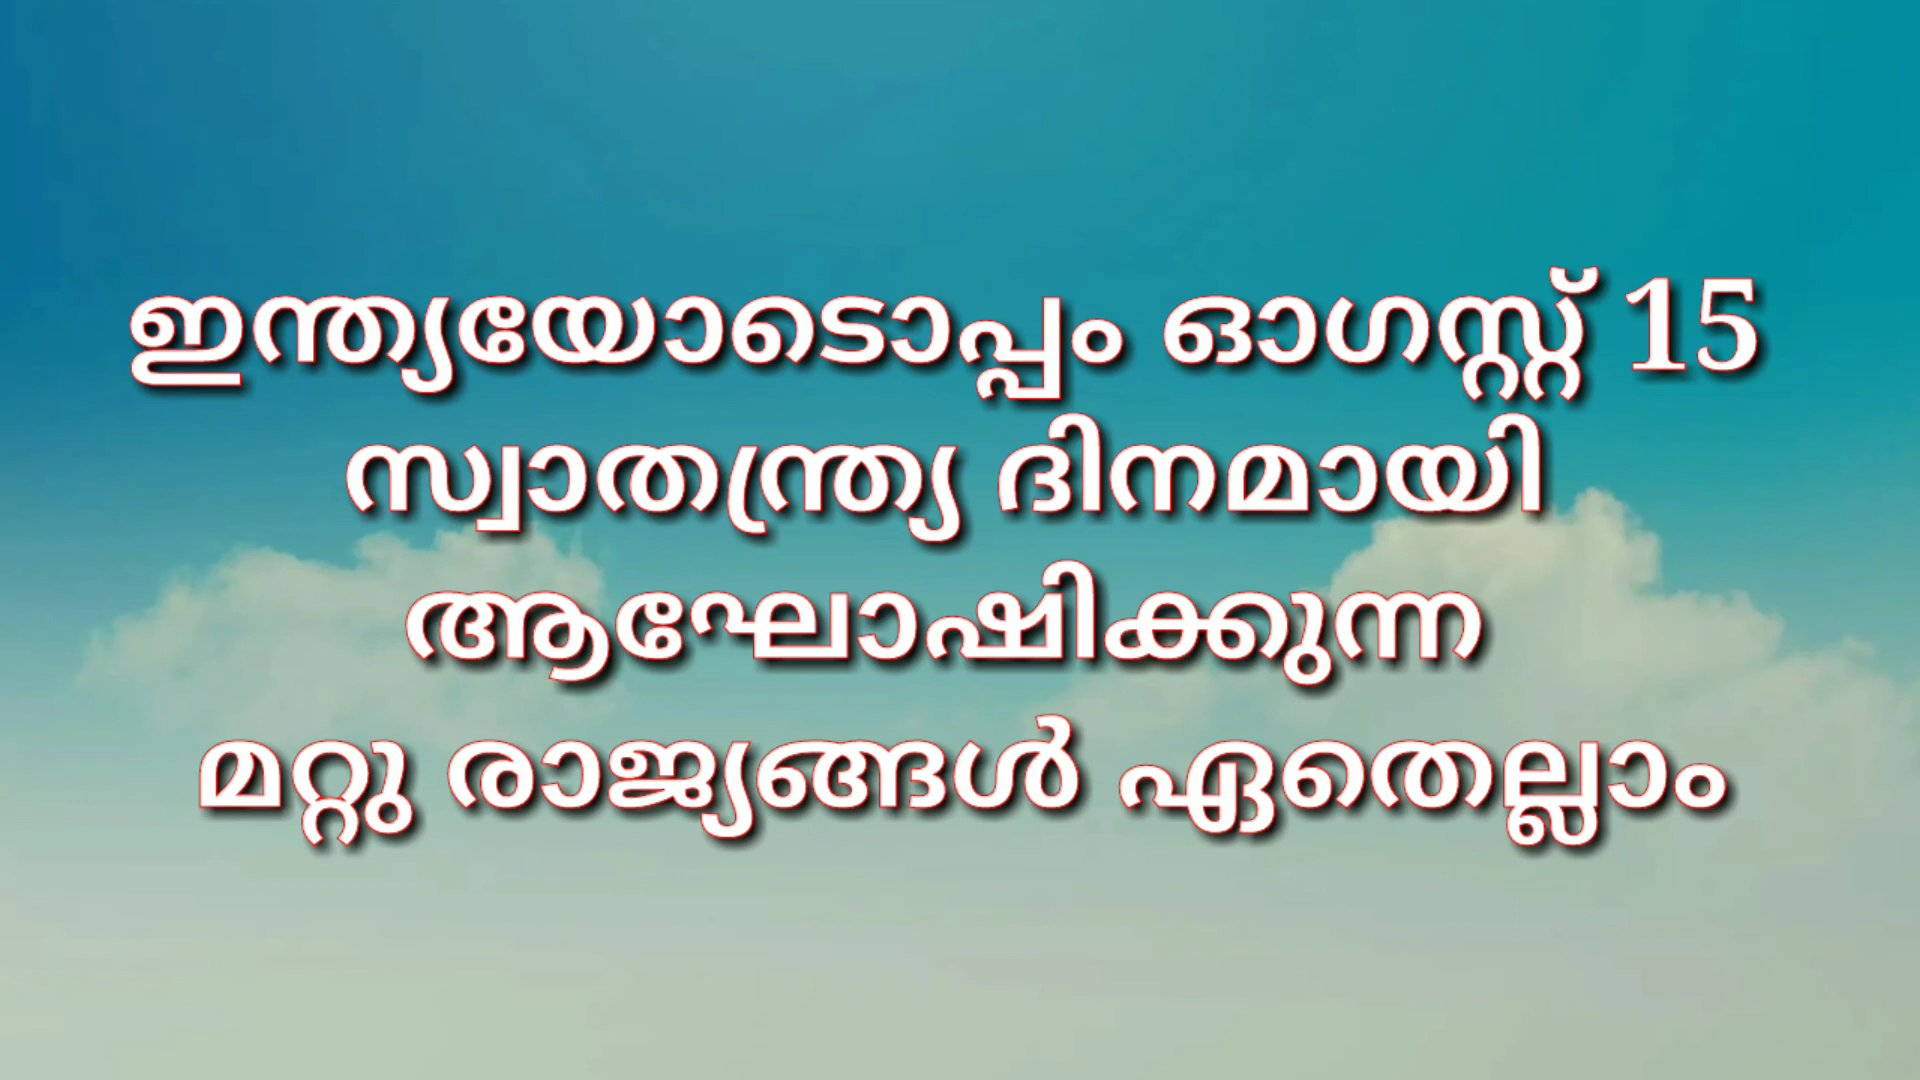 ഇന്ത്യയോടൊപ്പം ഓഗസ്റ്റ് 15
സ്വാതന്ത്ര്യ ദിനമായി
ആഘോഷിക്കുന്ന
മറ്റു രാജ്യങ്ങൾ ഏതെല്ലാം